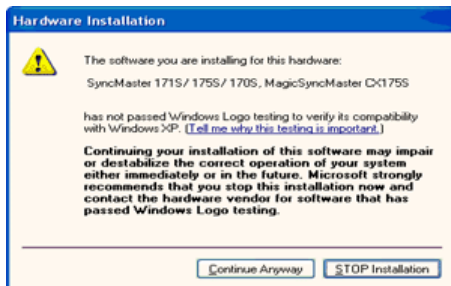 Hardware Installation
The software you are installing for this hardware:
SyncMaster 171S/ 175S/ 170S, MagicSyncMaster CX175S
has not passed Windows Logo testing to verify its compatibility
with Windows XP. (Tell me why this testing is important.)
Continuing your installation of this software may impair
or destabilize the correct operation of your system
either immediately or in the future. Microsoft strongly
recommends that you stop this installation now and
contact the hardware vendor for software that has
passed Windows Logo testing.
Continue Anyway STOP Installation